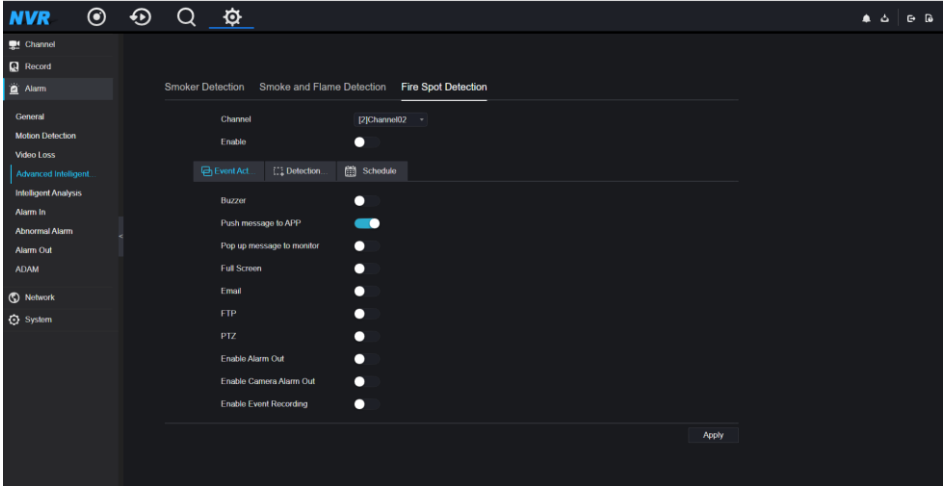 NVR
Channel
Record
Alarm
General
Motion Detection
Video Loss
Advanced Intelligent...
Intelligent Analysis
Alarm In
Abnormal Alarm
Alarm Out
ADAM
Network
System
Smoker Detection Smoke and Flame Detection Fire Spot Detection
Channel [2]Channel02
Enable
Event Act... Detection... Schedule
Buzzer
Push message to APP
Pop up message to monitor
Full Screen
Email
FTP
PTZ
Enable Alarm Out
Enable Camera Alarm Out
Enable Event Recording
Apply